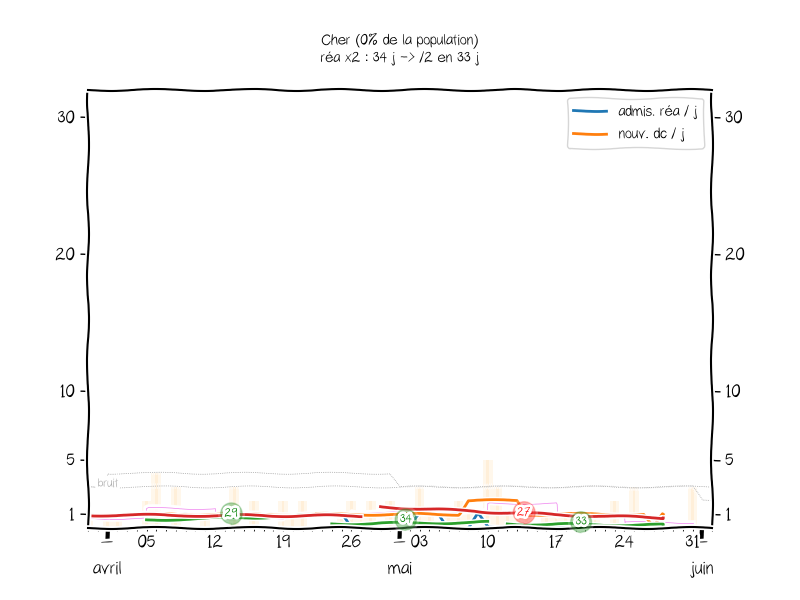 Cher (0% de la population)
réa x2 : 34 j -> /2 en 33 j
admis. réa / j
nouv. dc / j
30
30
20
20
10
10
5
5
bruit
1
1
29
34
27
33
05 12 19 26 03 10 17 24 31
avril mai juin